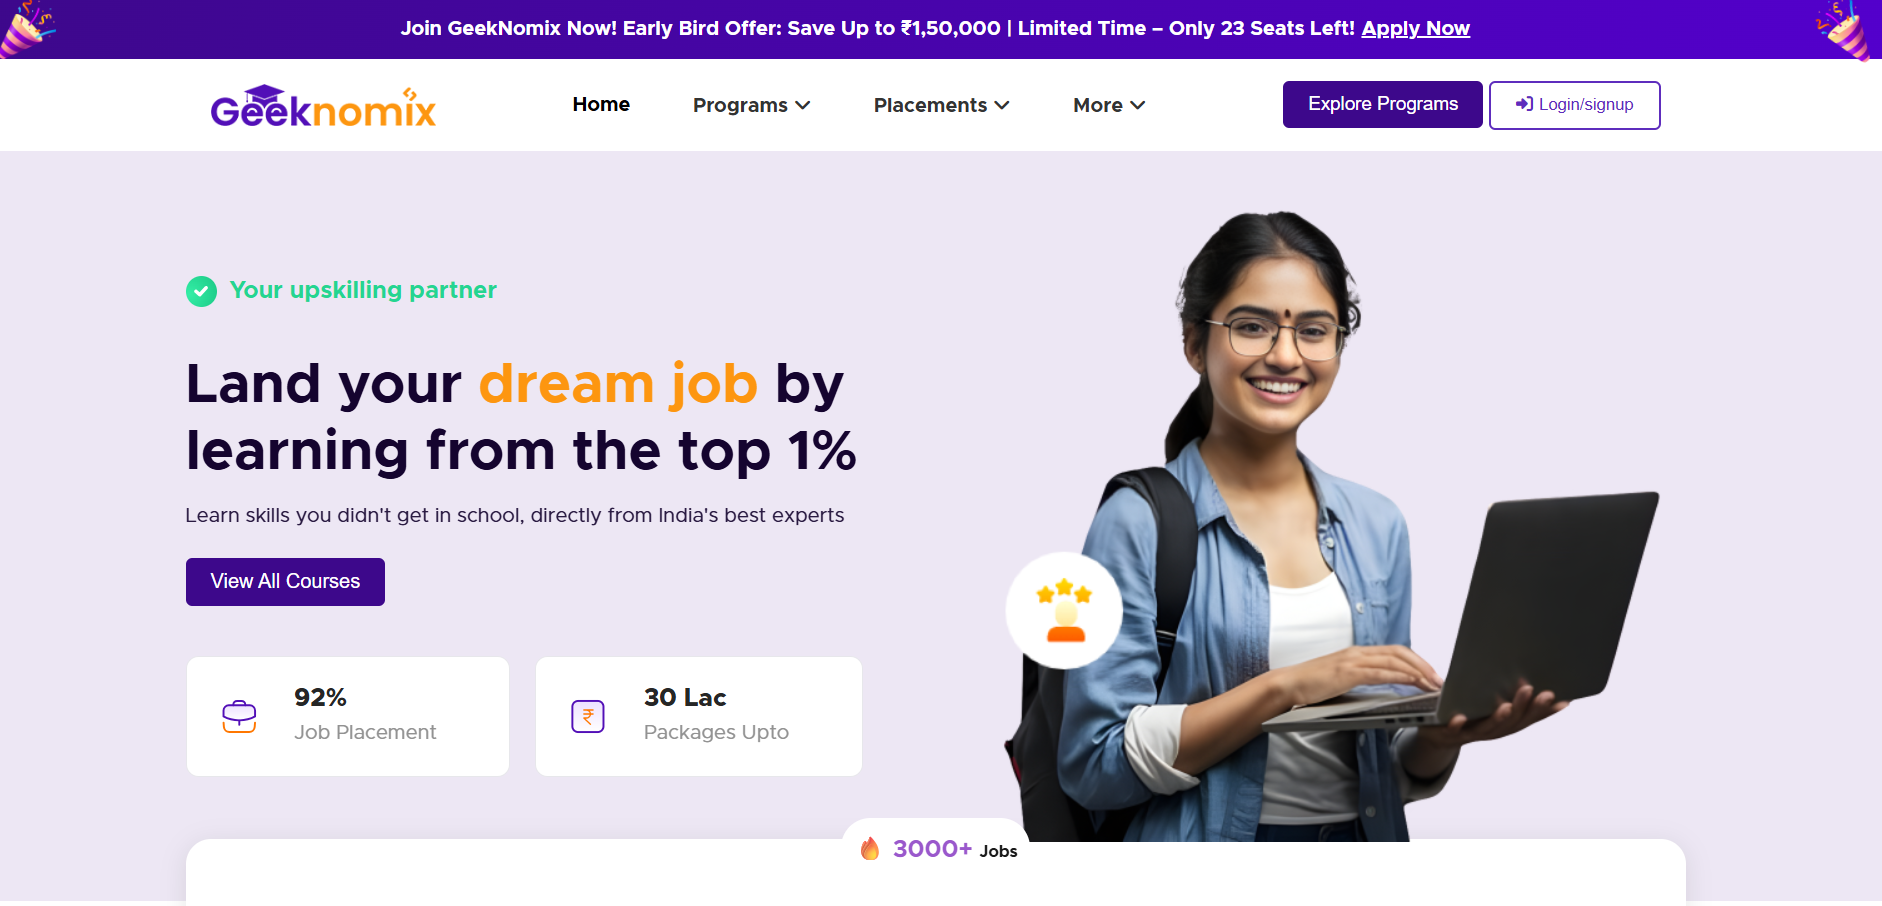 Join GeekNomix Now! Early Bird Offer: Save Up to ₹1,50,000 | Limited Time – Only 23 Seats Left! Apply Now
Geeknomix
Home
Programs
Placements
More
Explore Programs
Login/signup
Your upskilling partner
Land your dream job by
learning from the top 1%
Learn skills you didn't get in school, directly from India's best experts
View All Courses
92%
Job Placement
₹
30 Lac
Packages Upto
3000+ Jobs